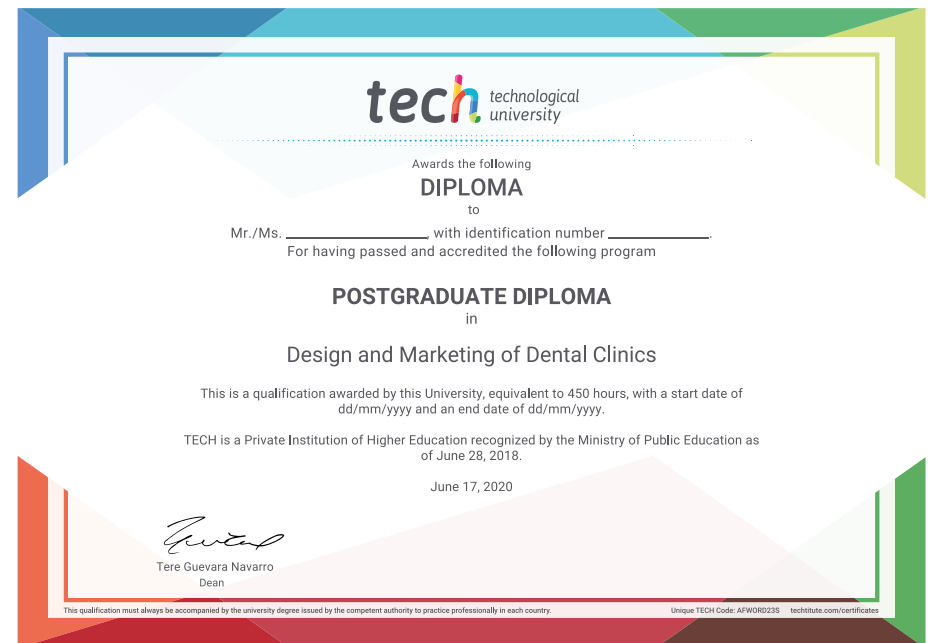 tech technological
university
Awards the following
DIPLOMA
to
Mr./Ms. ____________________, with identification number ______________.
For having passed and accredited the following program
POSTGRADUATE DIPLOMA
in
Design and Marketing of Dental Clinics
This is a qualification awarded by this University, equivalent to 450 hours, with a start date of
dd/mm/yyyy and an end date of dd/mm/yyyy.
TECH is a Private Institution of Higher Education recognized by the Ministry of Public Education as
of June 28, 2018.
June 17, 2020
Tere Guevara Navarro
Dean
This qualification must always be accompanied by the university degree issued by the competent authority to practice professionally in each country. Unique TECH Code: AFWORD23S techtitute.com/certificates